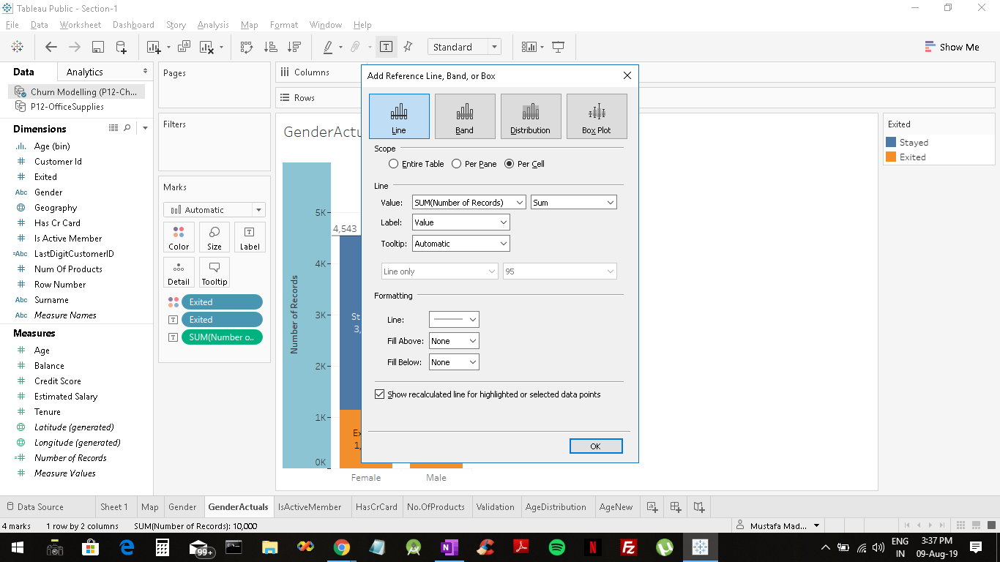 Tableau Public - Section-1
File Data Worksheet Dashboard Story Analysis Map Format Window Help
Standard
Show Me
Data
Analytics
Churn Modelling (P12-Ch...
P12-OfficeSupplies
Dimensions
Age (bin)
Customer Id
Exited
Abc Gender
Geography
Has Cr Card
Is Active Member
=Abc LastDigitCustomerID
Num Of Products
Row Number
Abc Surname
Abc Measure Names
Measures
Age
Balance
Credit Score
Estimated Salary
Tenure
Latitude (generated)
Longitude (generated)
Number of Records
Measure Values
Pages
Filters
Marks
Automatic
Color Size Label
Detail Tooltip
Exited
Exited
SUM(Number o..
Columns
Rows
GenderActu
Number of Records
5K
4,543
4K
3K
2K
1K
0K
St
3,
Ex
1,
Female
Male
Add Reference Line, Band, or Box
Line Band Distribution Box Plot
Scope
Entire Table Per Pane Per Cell
Line
Value: SUM(Number of Records) Sum
Label: Value
Tooltip: Automatic
Line only 95
Formatting
Line:
Fill Above: None
Fill Below: None
Show recalculated line for highlighted or selected data points
OK
Exited
Stayed
Exited
Data Source Sheet 1 Map Gender GenderActuals IsActiveMember HasCrCard No.OfProducts Validation AgeDistribution AgeNew
4 marks 1 row by 2 columns SUM(Number of Records): 10,000
Mustafa Mad...
99+
ENG
IN
3:37 PM
09-Aug-19